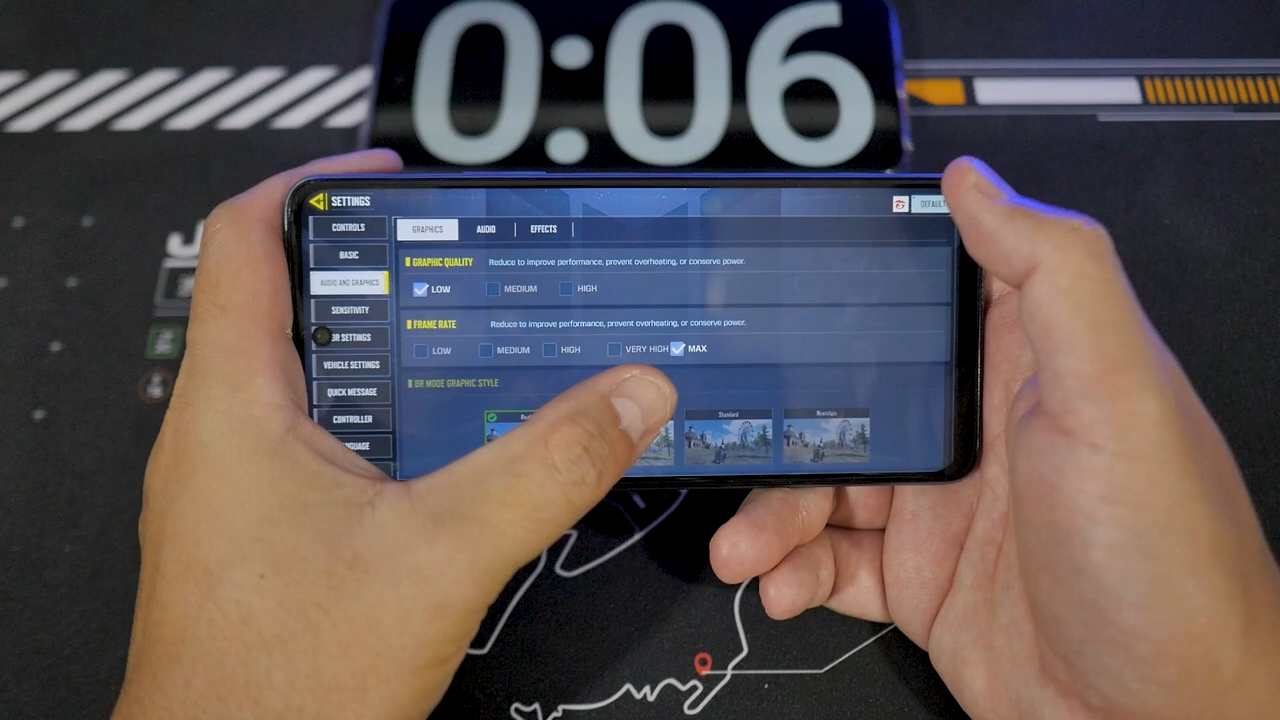 0:06
SETTINGS
DEFAULT
CONTROLS
GRAPHICS
AUDIO
EFFECTS
BASIC
GRAPHIC QUALITY
Reduce to improve performance, prevent overheating, or conserve power.
AUDIO AND GRAPHICS
LOW
MEDIUM
HIGH
SENSITIVITY
FRAME RATE
Reduce to improve performance, prevent overheating, or conserve power.
BR SETTINGS
LOW
MEDIUM
HIGH
VERY HIGH
MAX
VEHICLE SETTINGS
BR MODE GRAPHIC STYLE
QUICK MESSAGE
CONTROLLER
Standard
Nostalgia